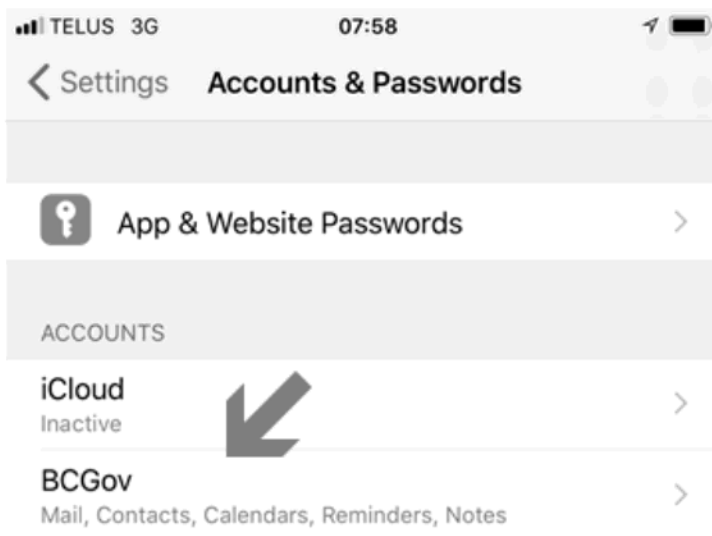 TELUS 3G 07:58
Settings Accounts & Passwords
App & Website Passwords
ACCOUNTS
iCloud
Inactive
BCGov
Mail, Contacts, Calendars, Reminders, Notes